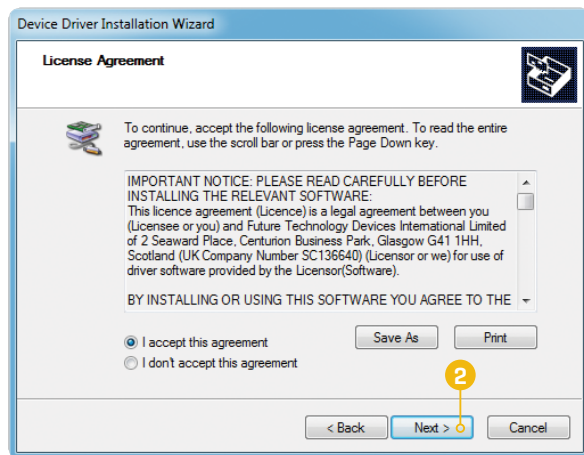 Device Driver Installation Wizard
License Agreement
To continue, accept the following license agreement. To read the entire
agreement, use the scroll bar or press the Page Down key.
IMPORTANT NOTICE: PLEASE READ CAREFULLY BEFORE
INSTALLING THE RELEVANT SOFTWARE:
This licence agreement (Licence) is a legal agreement between you
(Licensee or you) and Future Technology Devices International Limited
of 2 Seaward Place, Centurion Business Park, Glasgow G41 1HH,
Scotland (UK Company Number SC136640) (Licensor or we) for use of
driver software provided by the Licensor(Software).
BY INSTALLING OR USING THIS SOFTWARE YOU AGREE TO THE
I accept this agreement
Save As
Print
I don't accept this agreement
2
< Back
Next >
Cancel